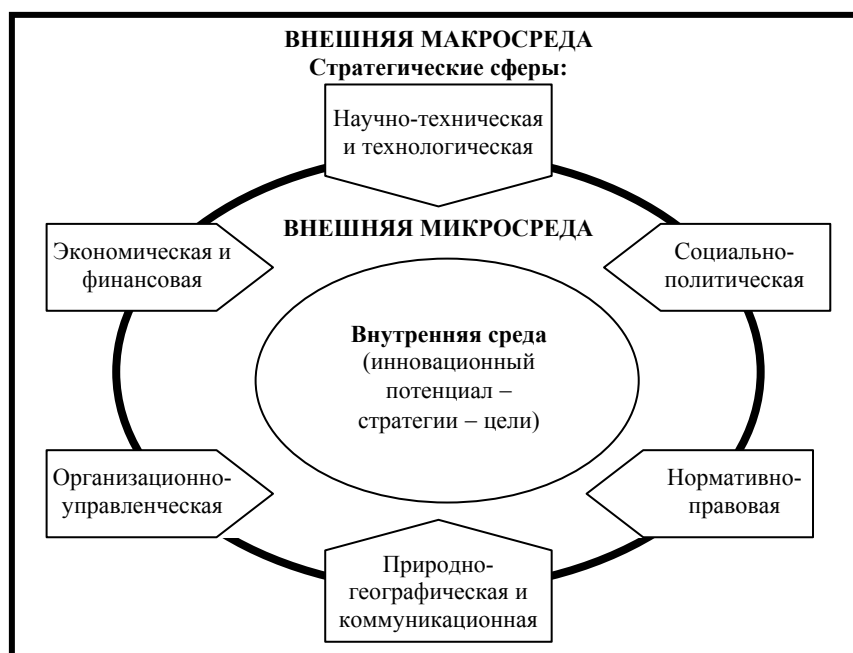 ВНЕШНЯЯ МАКРОСРЕДА
Стратегические сферы:
Научно-техническая
и технологическая
ВНЕШНЯЯ МИКРОСРЕДА
Экономическая и
финансовая
Социально-
политическая
Внутренняя среда
(инновационный
потенциал –
стратегии – цели)
Организационно-
управленческая
Нормативно-
правовая
Природно-
географическая и
коммуникационная